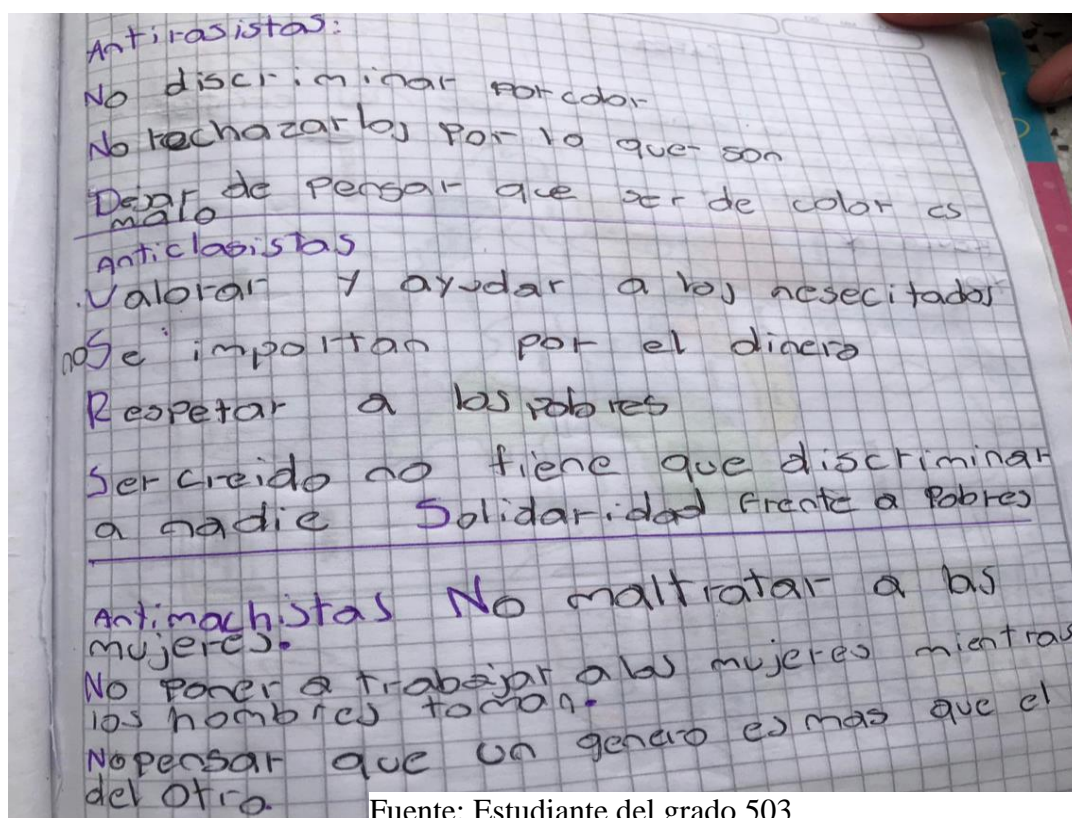 Antirasistas:
No discriminar por color
No rechazarlos por lo que son
Dejar de pensar que ser de color es
malo
Anticlasistas
.Valorar y ayudar a los nesecitados
no Se importan por el dinero
Respetar a los pobres
Ser creido no tiene que discriminar
a nadie Solidaridad Frente a Pobres
Antimachistas No maltratar a las
mujeres.
No poner a trabajar a las mujeres mientras
los hombres toman.
No pensar que un genero es mas que el
del otro.
Fuente: Estudiante del grado 503